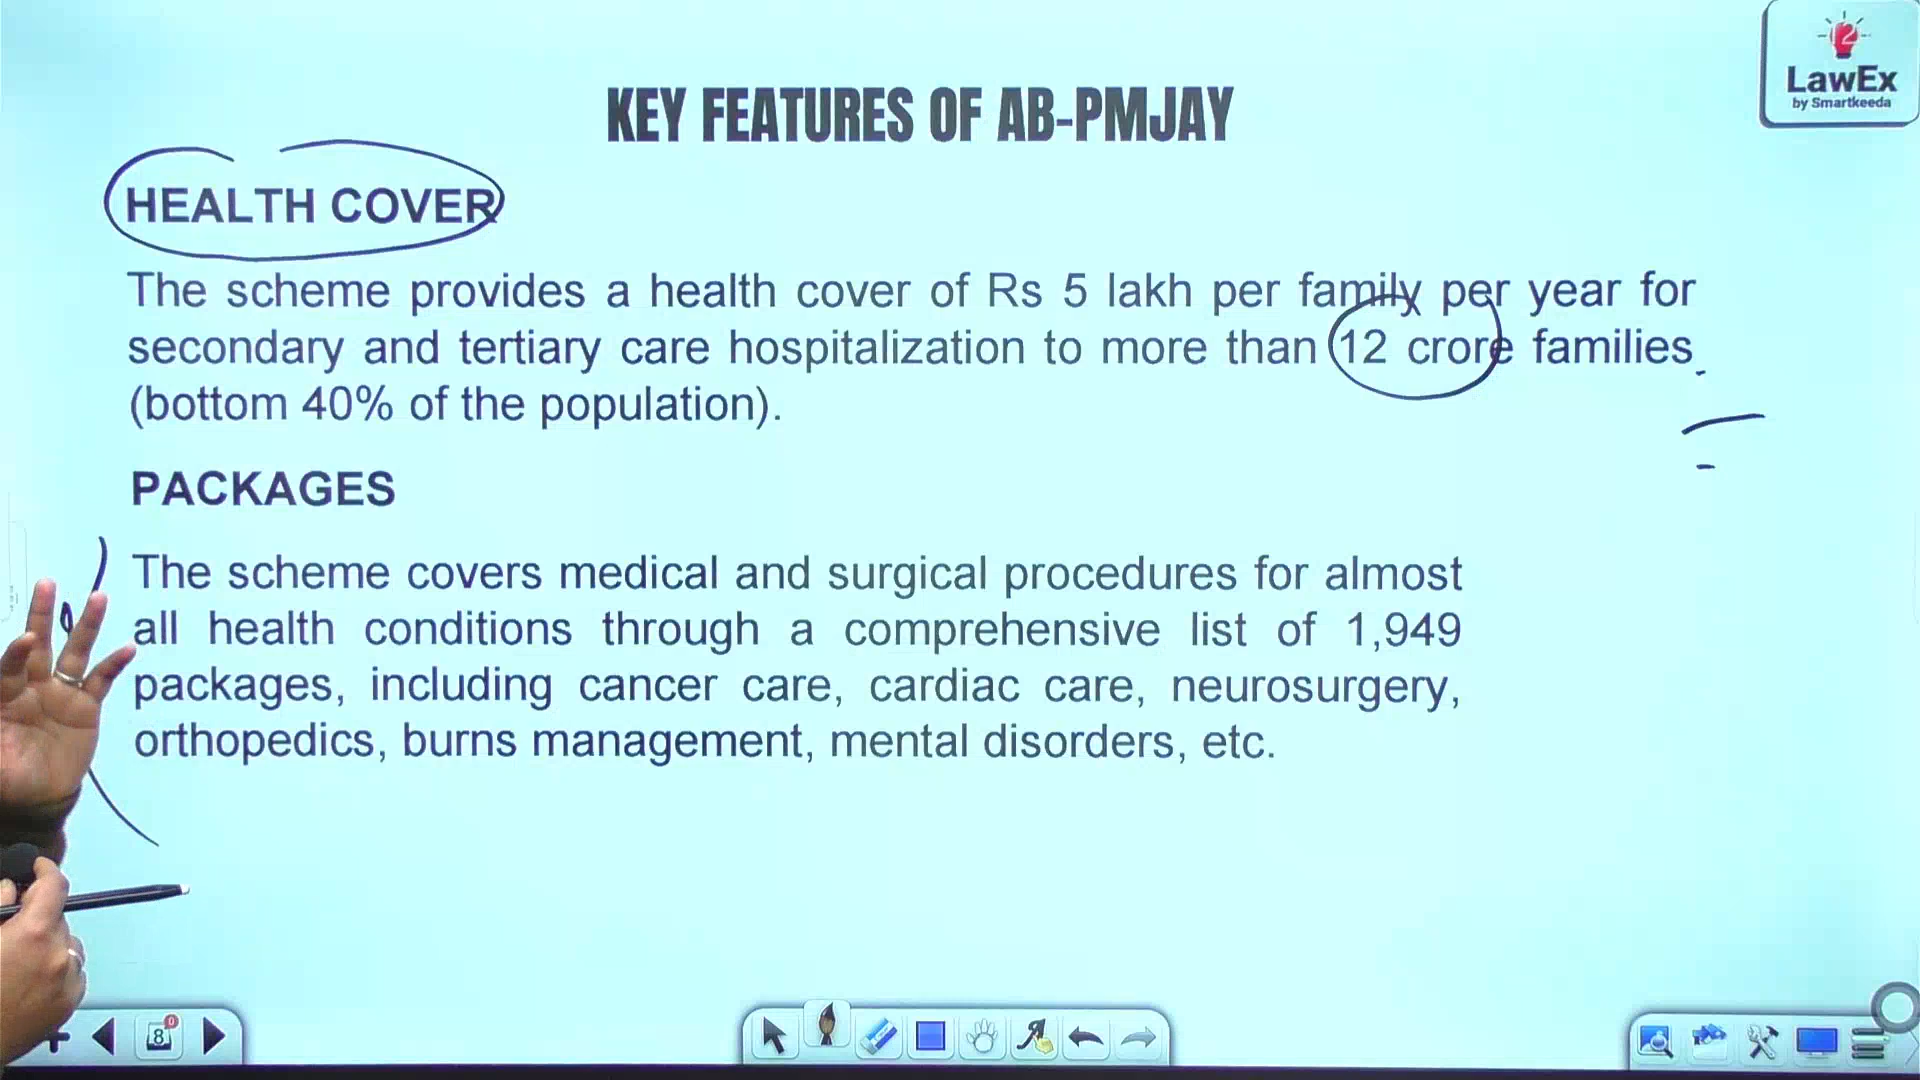 12
LawEx
by Smartkeeda
KEY FEATURES OF AB-PMJAY
HEALTH COVER
The scheme provides a health cover of Rs 5 lakh per family per year for
secondary and tertiary care hospitalization to more than 12 crore families
(bottom 40% of the population).
PACKAGES
The scheme covers medical and surgical procedures for almost
all health conditions through a comprehensive list of 1,949
packages, including cancer care, cardiac care, neurosurgery,
orthopedics, burns management, mental disorders, etc.
8
0